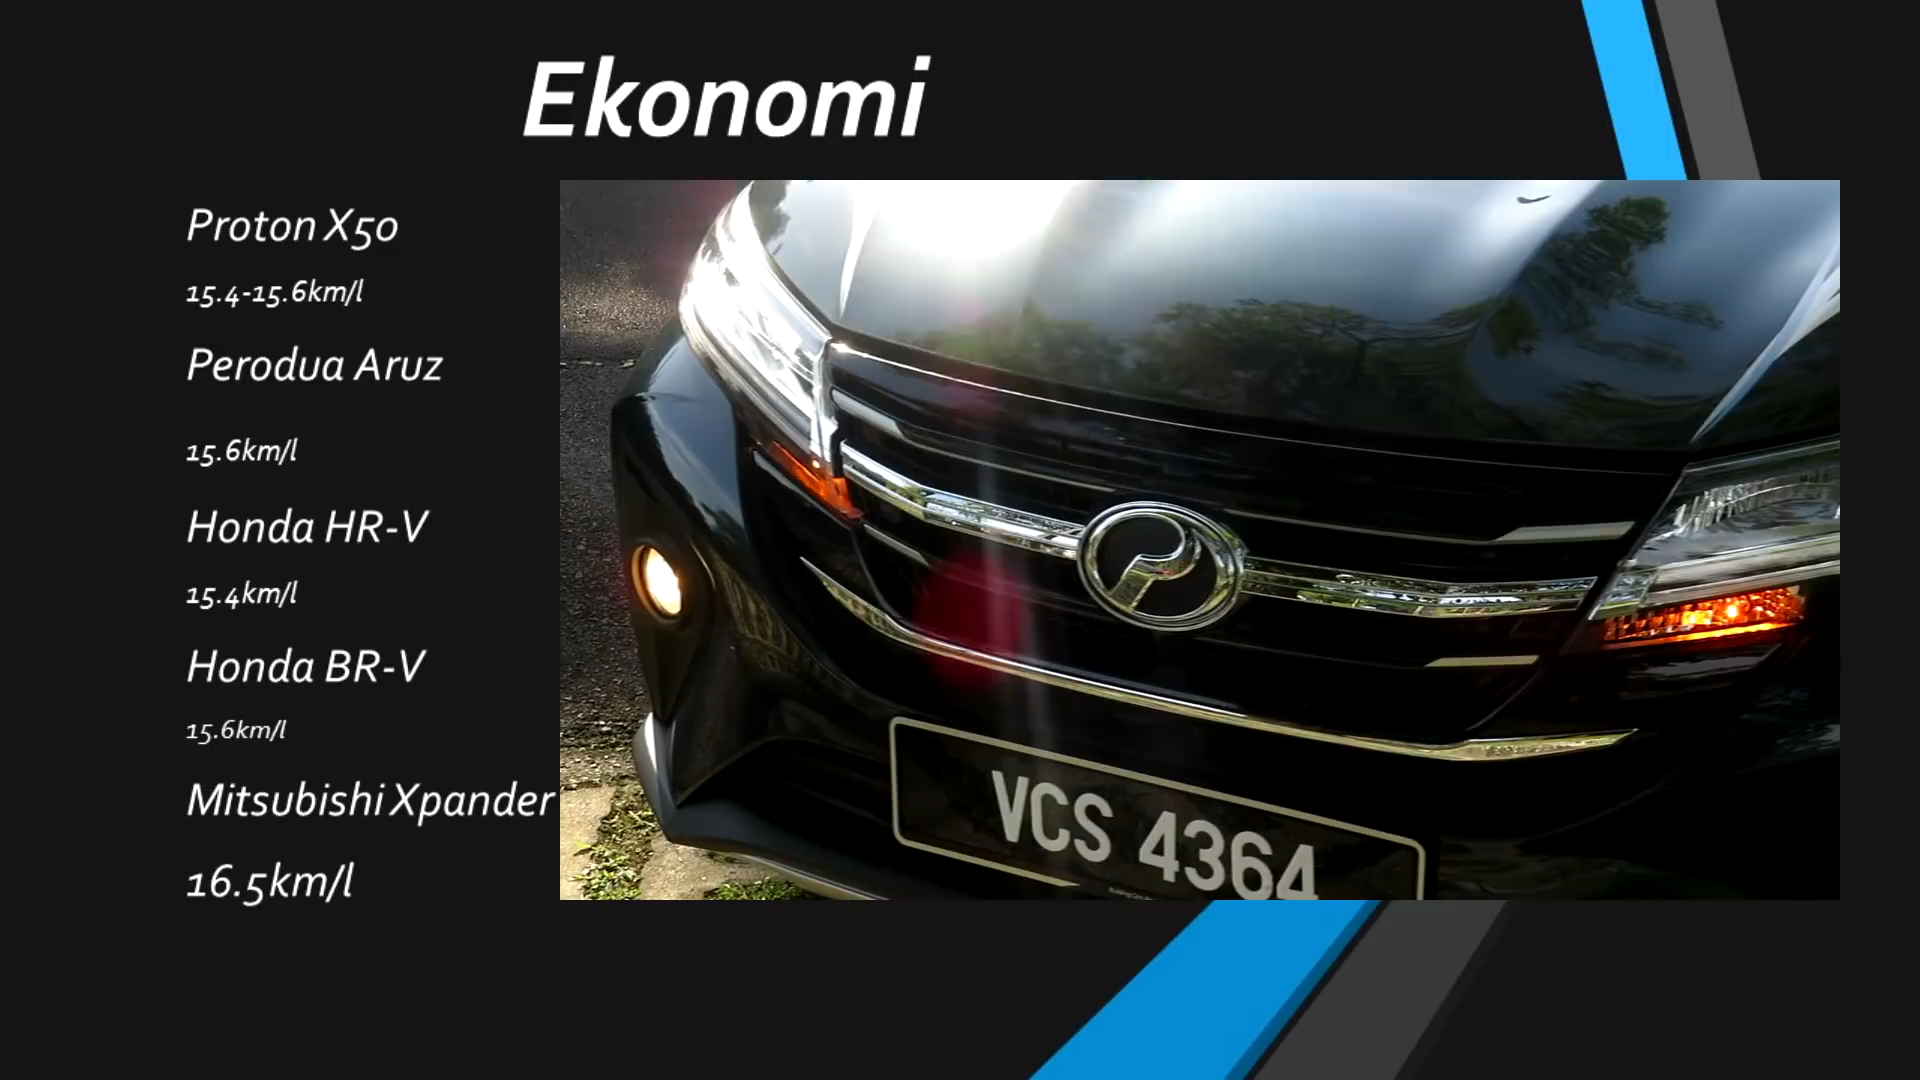 Ekonomi
Proton X50
15.4-15.6km/l
Perodua Aruz
15.6km/l
Honda HR-V
15.4km/l
Honda BR-V
15.6km/l
Mitsubishi Xpander
16.5km/l
VCS 4364